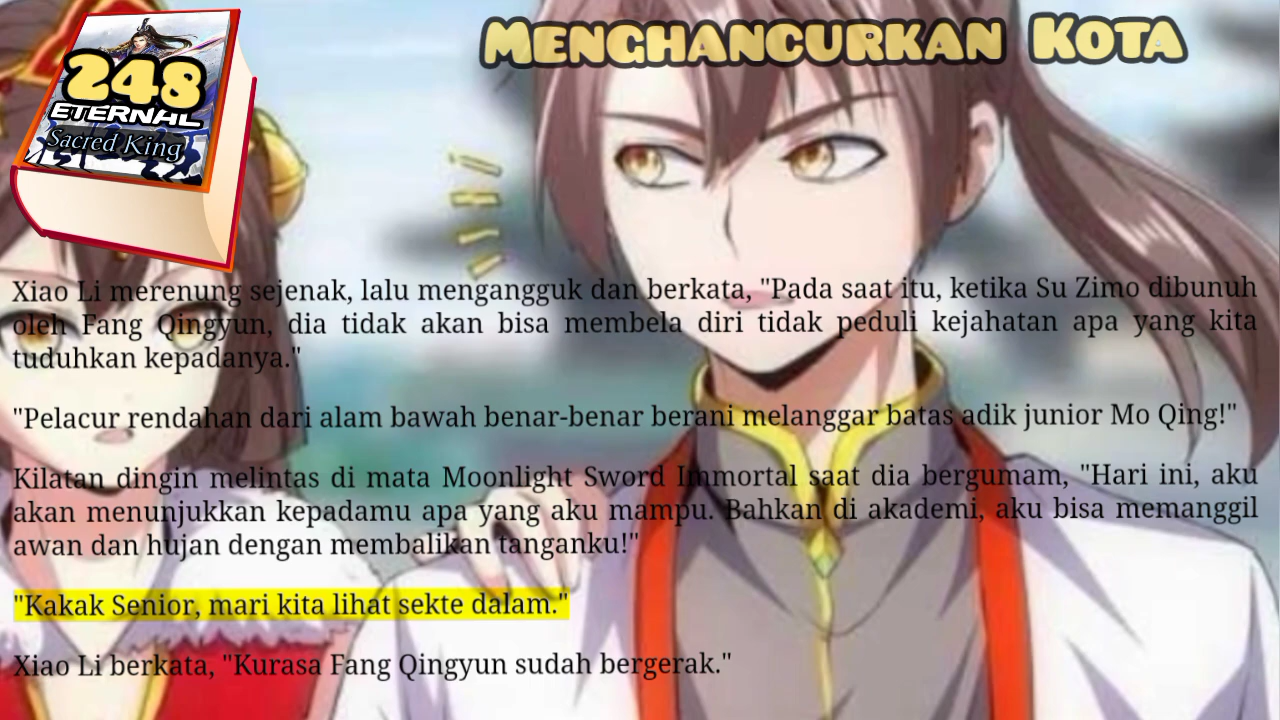 248
ETERNAL
Sacred King
MENGHANCURKAN KOTA
Xiao Li merenung sejenak, lalu mengangguk dan berkata, "Pada saat itu, ketika Su Zimo dibunuh
oleh Fang Qingyun, dia tidak akan bisa membela diri tidak peduli kejahatan apa yang kita
tuduhkan kepadanya."
"Pelacur rendahan dari alam bawah benar-benar berani melanggar batas adik junior Mo Qing!"
Kilatan dingin melintas di mata Moonlight Sword Immortal saat dia bergumam, "Hari ini, aku
akan menunjukkan kepadamu apa yang aku mampu. Bahkan di akademi, aku bisa memanggil
awan dan hujan dengan membalikan tanganku!"
"Kakak Senior, mari kita lihat sekte dalam."
Xiao Li berkata, "Kurasa Fang Qingyun sudah bergerak."